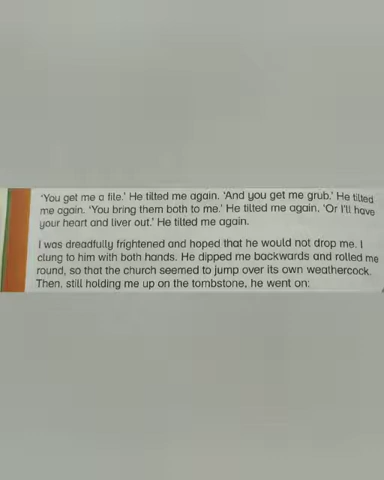 'You get me a file.' He tilted me again. 'And you get me grub.' He tilted
me again. 'You bring them both to me.' He tilted me again. 'Or I'll have
your heart and liver out.' He tilted me again.
I was dreadfully frightened and hoped that he would not drop me. I
clung to him with both hands. He dipped me backwards and rolled me
round, so that the church seemed to jump over its own weathercock.
Then, still holding me up on the tombstone, he went on: